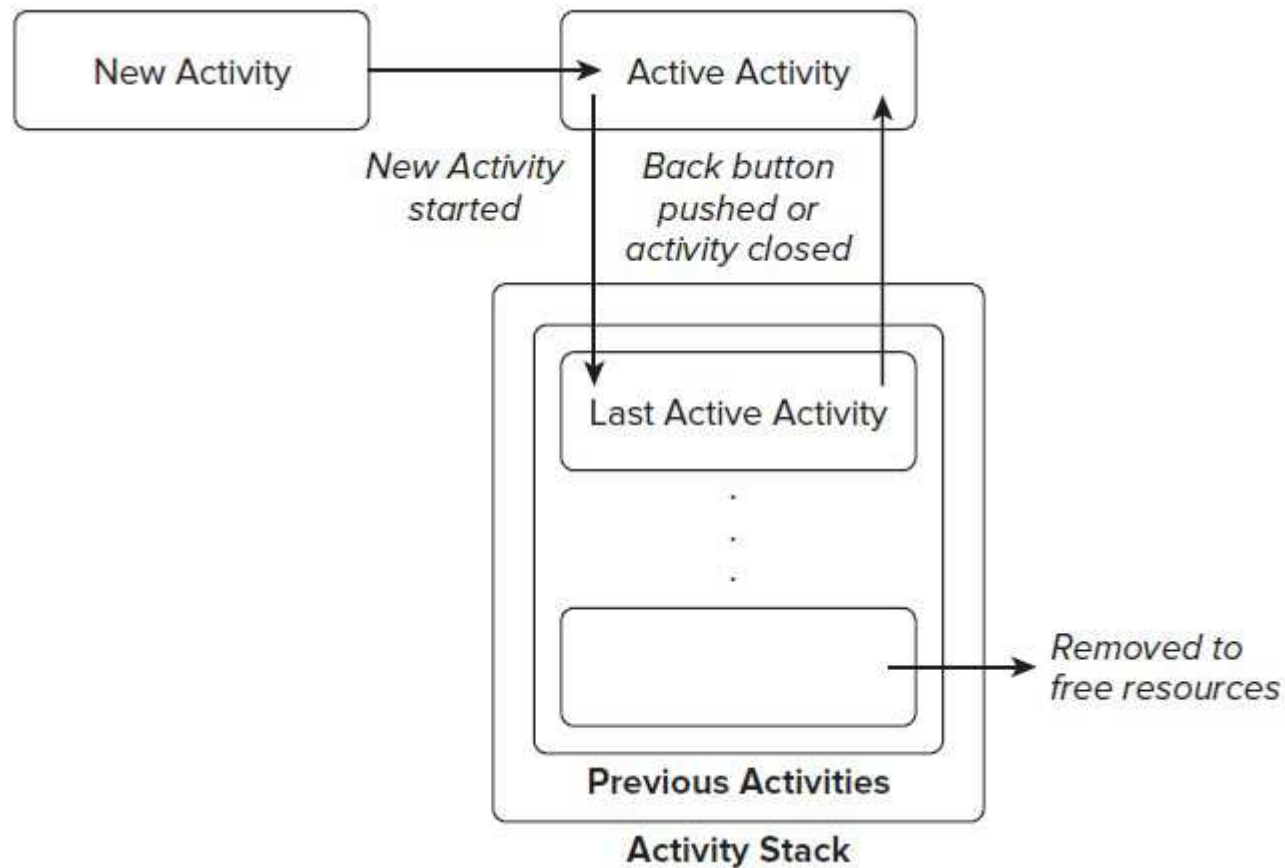 New Activity
Active Activity
New Activity
started
Back button
pushed or
activity closed
Last Active Activity
.
.
.
Removed to
free resources
Previous Activities
Activity Stack